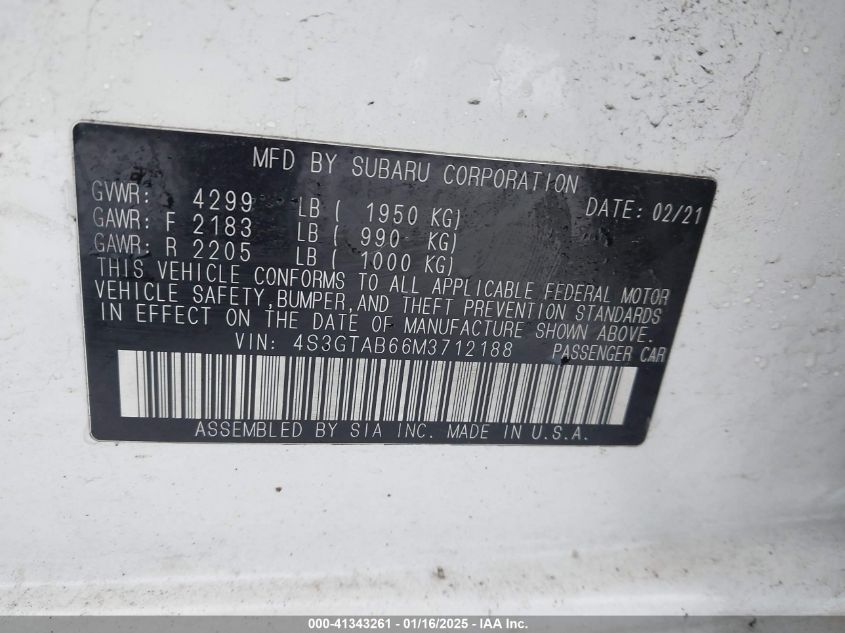 MFD BY SUBARU CORPORATION
GVWR: 4299 LB ( 1950 KG) DATE: 02/21
GAWR: F 2183 LB ( 990 KG)
GAWR: R 2205 LB ( 1000 KG)
THIS VEHICLE CONFORMS TO ALL APPLICABLE FEDERAL MOTOR
VEHICLE SAFETY,BUMPER,AND THEFT PREVENTION STANDARDS
IN EFFECT ON THE DATE OF MANUFACTURE SHOWN ABOVE.
VIN: 4S3GTAB66M3712188 PASSENGER CAR
ASSEMBLED BY SIA INC. MADE IN U.S.A.
000-41343261 - 01/16/2025 - IAA Inc.